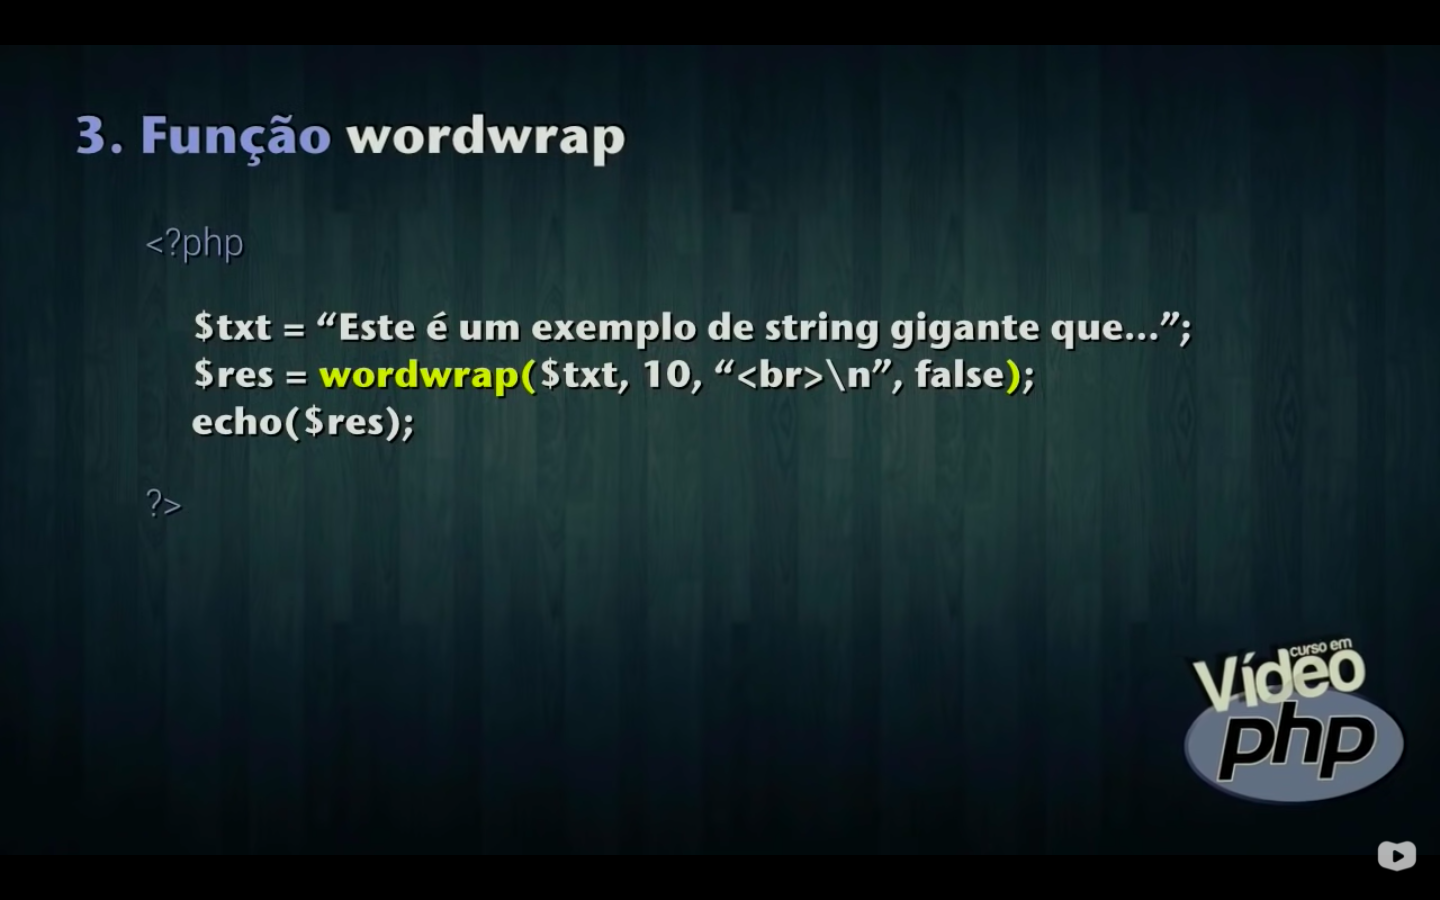 3. Função wordwrap
<?php
$txt = “Este é um exemplo de string gigante que...”;
$res = wordwrap($txt, 10, “<br>\n”, false);
echo($res);
?>
curso em
Vídeo
php